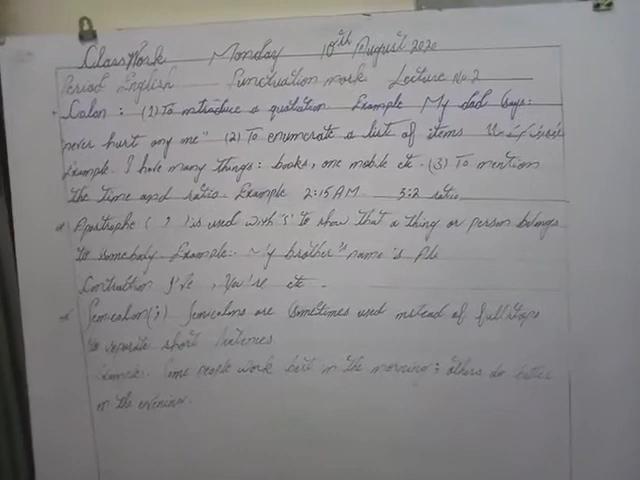 ClassWork Monday 10th August 2020
Period English Punctuation mark Lecture No.2
Colon : (1) To introduce a quotation Example My dad says:
never hurt any one" (2) To enumerate a list of items
Example. I have many things: books, one mobile etc. (3) To mention
the time and ratio. Example 2:15 AM 3:2 ratio
Apostrophe ( ' ) is used with 's' to show that a thing or person belongs
to somebody. Example. My brother's name is
Contraction I've, You're etc.
Semicolon (;) Semicolons are sometimes used instead of full stops
to separate short sentences
Example. Some people work best in the morning; others do better
in the evening.